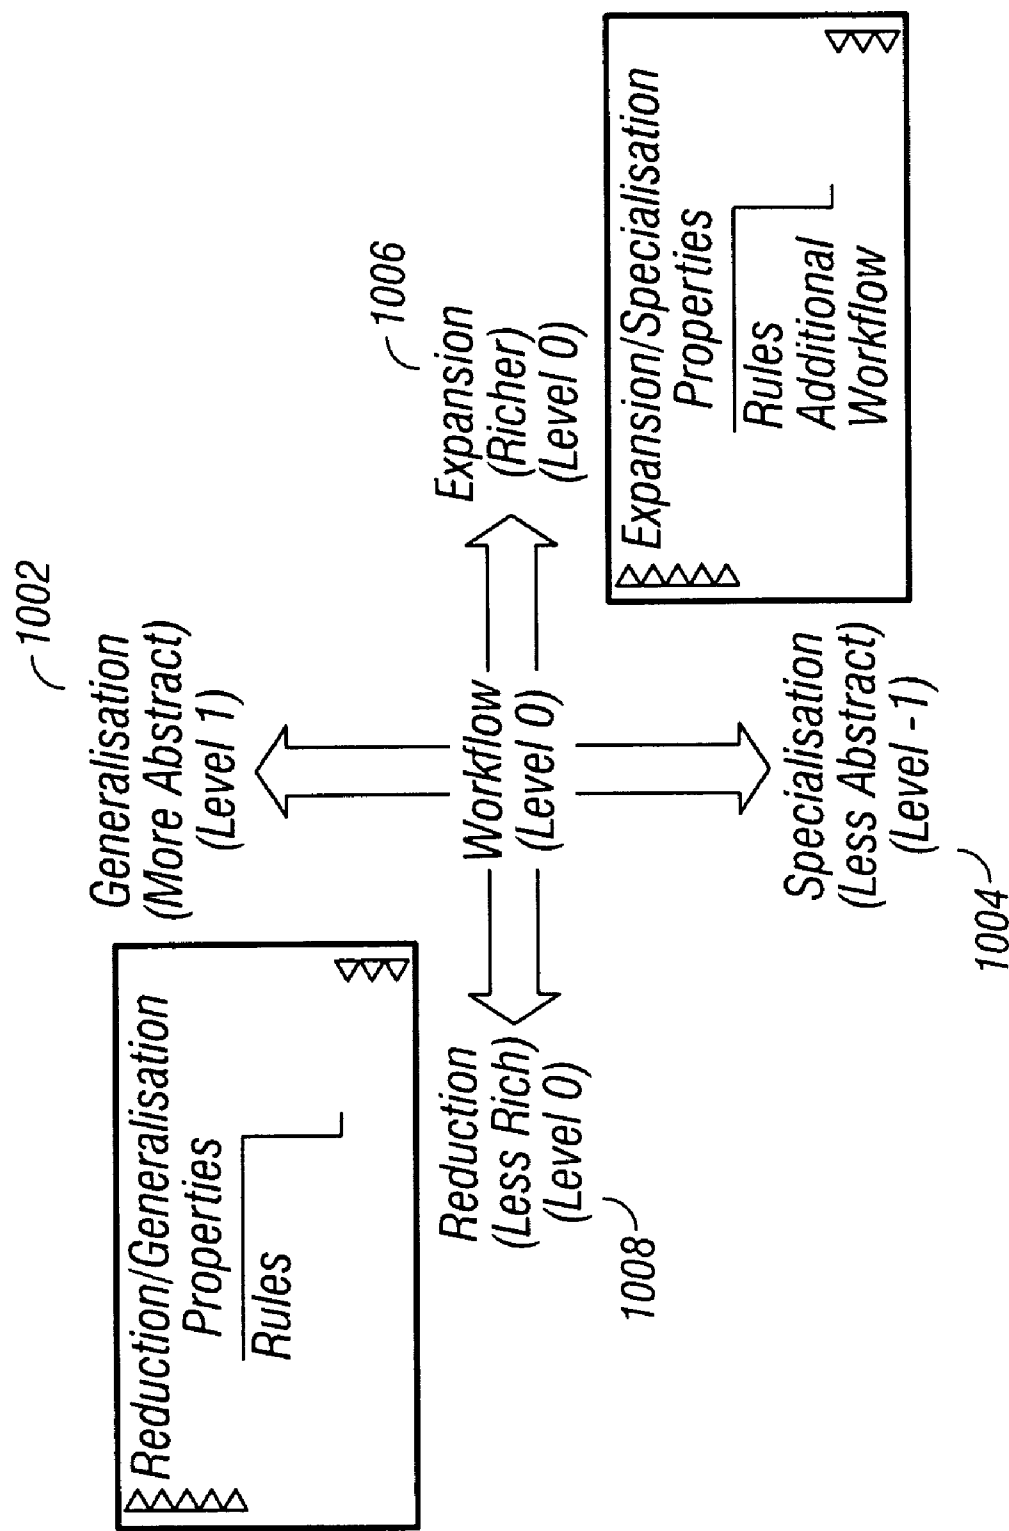 1002
Generalisation
(More Abstract)
(Level 1)
Reduction/Generalisation
Properties
Rules
1006
Expansion
(Richer)
(Level 0)
Workflow
(Level 0)
Reduction
(Less Rich)
(Level 0)
1008
Specialisation
(Less Abstract)
(Level -1)
1004
Expansion/Specialisation
Properties
Rules
Additional
Workflow